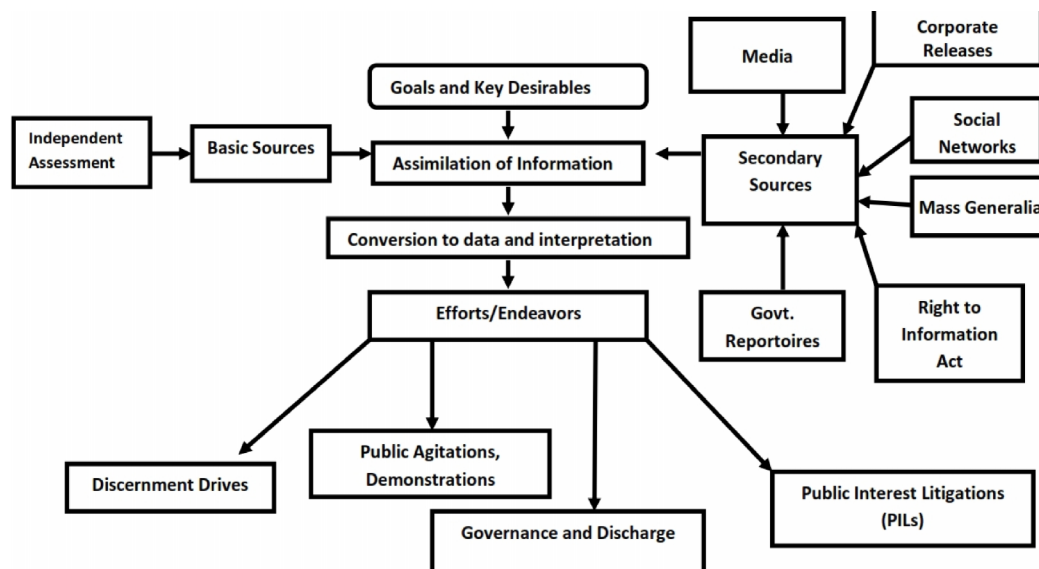 Corporate
Releases
Media
Goals and Key Desirables
Social
Networks
Independent
Assessment
Basic Sources
Assimilation of Information
Secondary
Sources
Mass Generalia
Conversion to data and interpretation
Efforts/Endeavors
Govt.
Reportoires
Right to
Information
Act
Public Agitations,
Demonstrations
Discernment Drives
Public Interest Litigations
(PILs)
Governance and Discharge